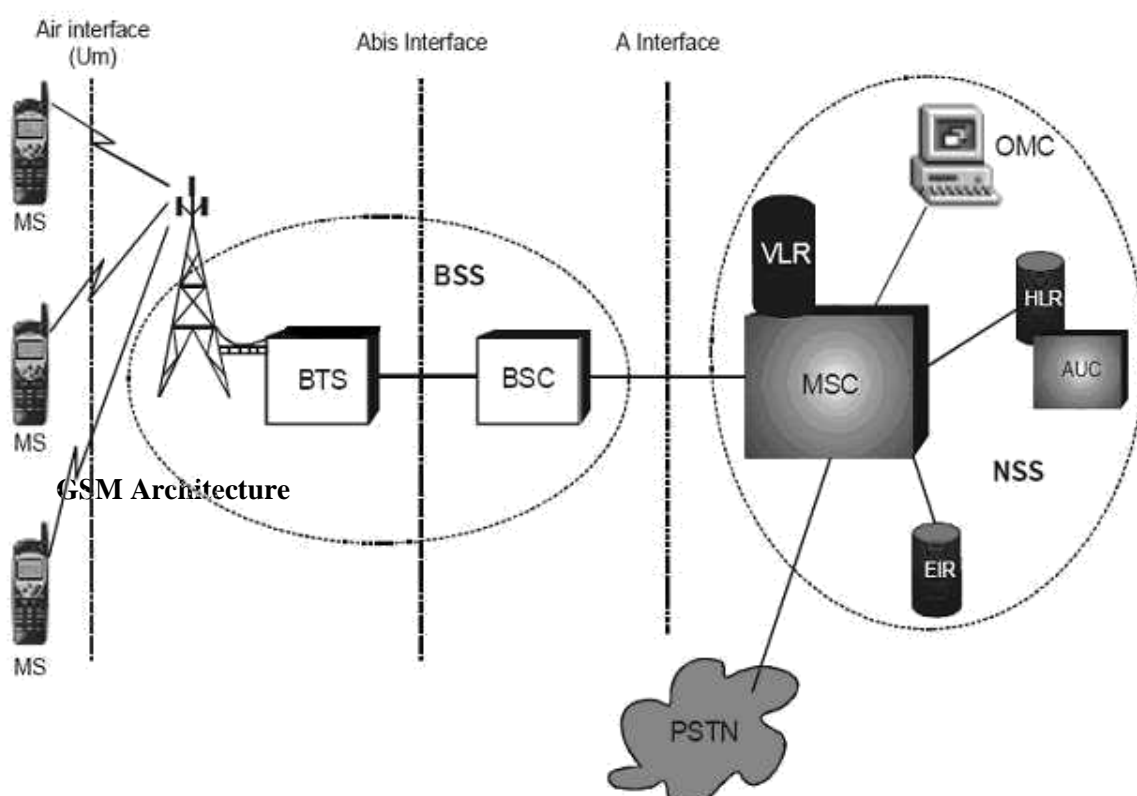 Air interface
(Um)
Abis Interface
A Interface
OMC
MS
VLR
BSS
HLR
BTS
BSC
MSC
AUC
MS
GSM Architecture
NSS
EIR
MS
PSTN